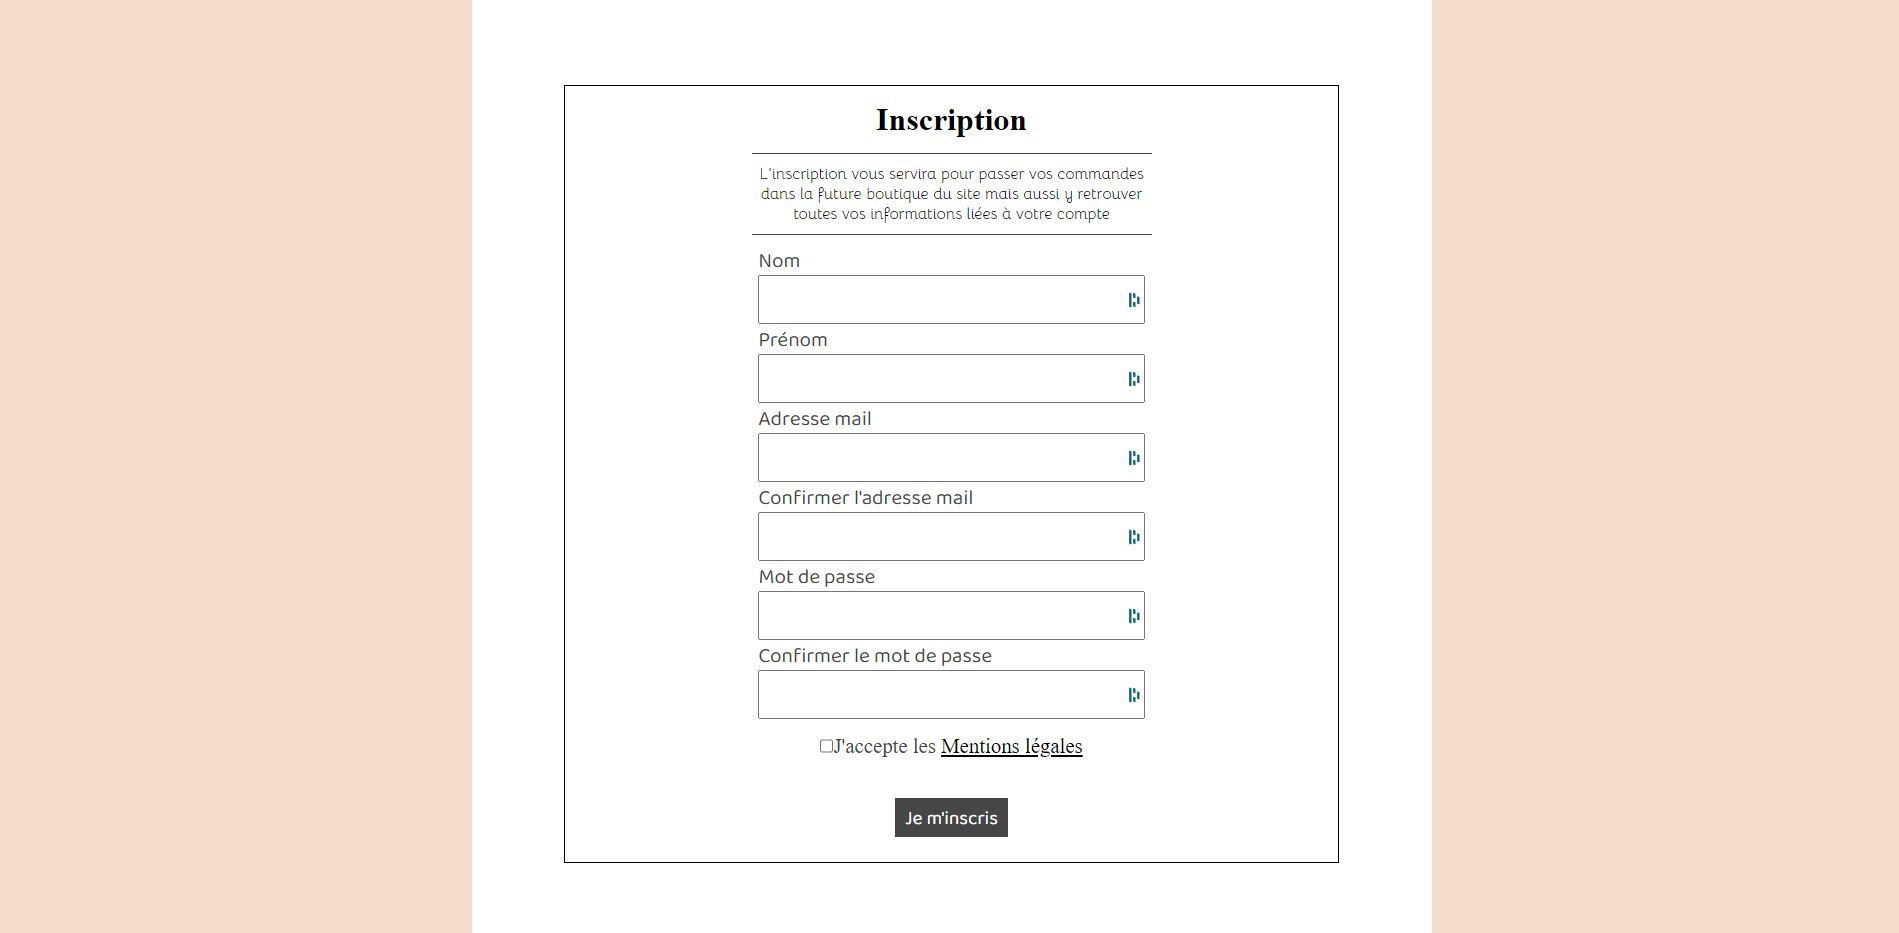 Inscription
L'inscription vous servira pour passer vos commandes
dans la future boutique du site mais aussi y retrouver
toutes vos informations liées à votre compte
Nom
Prénom
Adresse mail
Confirmer l'adresse mail
Mot de passe
Confirmer le mot de passe
J'accepte les Mentions légales
Je m'inscris